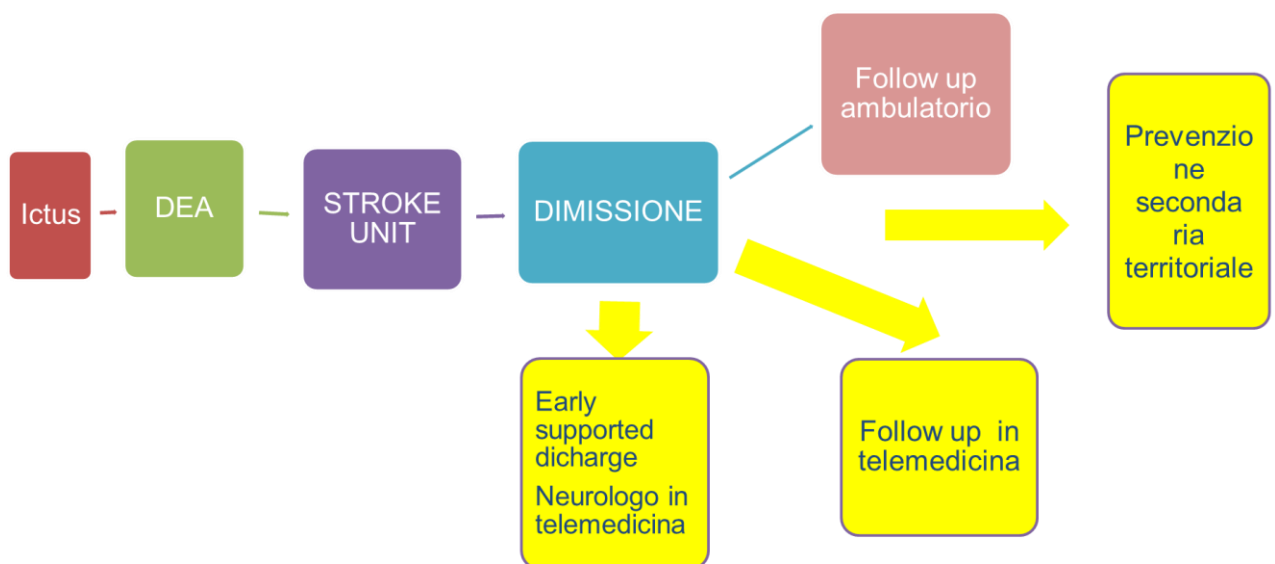 Ictus
DEA
STROKE
UNIT
DIMISSIONE
Follow up
ambulatorio
Prevenzio
ne
seconda
ria
territoriale
Early
supported
dicharge
Neurologo in
telemedicina
Follow up in
telemedicina